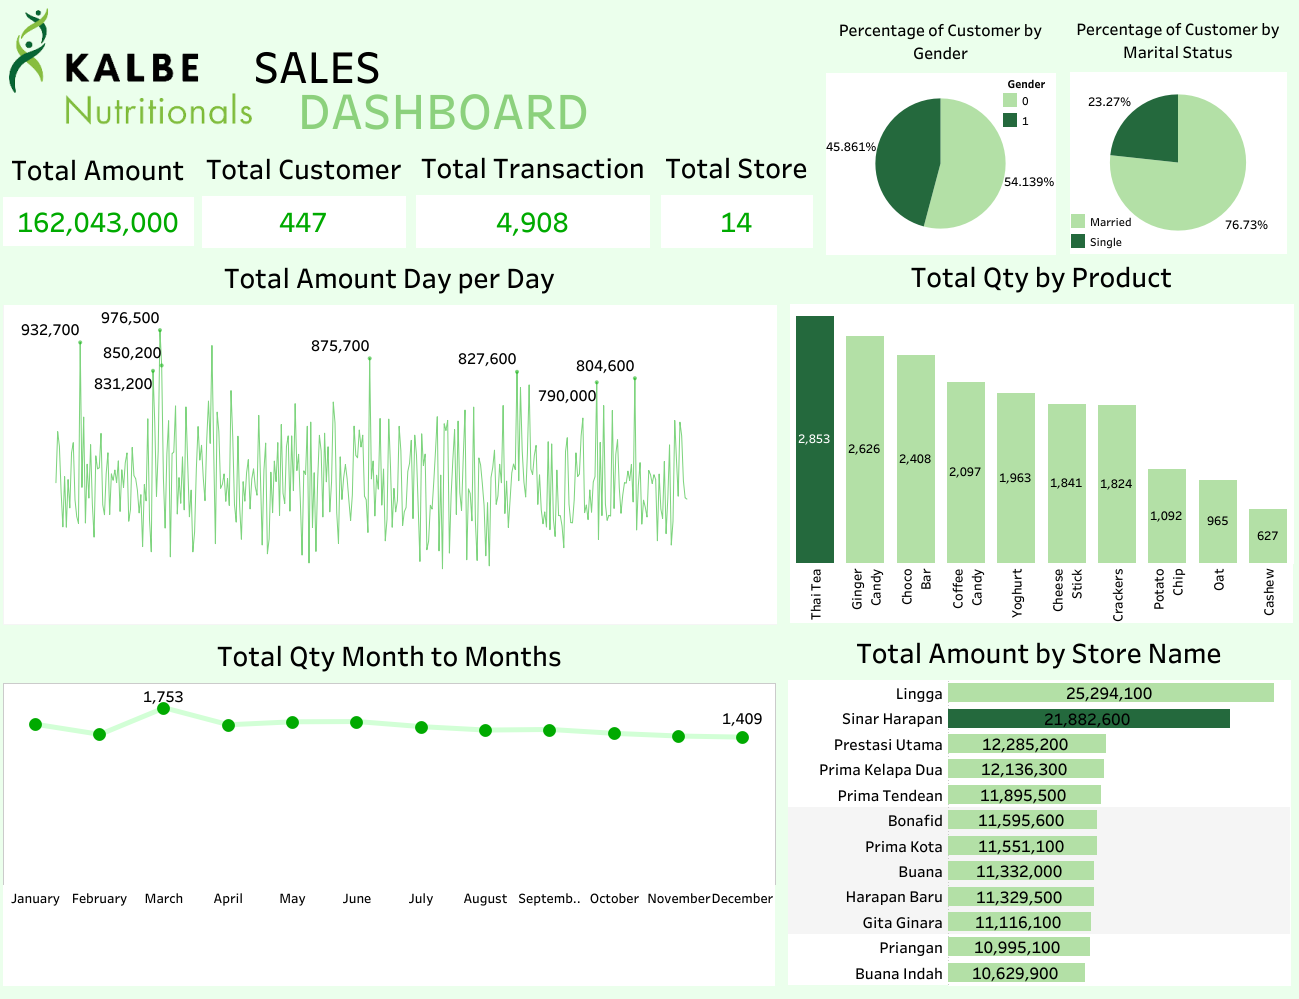 KALBE
Nutritionals
SALES
DASHBOARD
Percentage of Customer by
Gender
Gender
0
1
45.861%
54.139%
Percentage of Customer by
Marital Status
23.27%
76.73%
Married
Single
Total Amount
162,043,000
Total Customer
447
Total Transaction
4,908
Total Store
14
Total Amount Day per Day
932,700
976,500
850,200
831,200
875,700
827,600
804,600
790,000
Total Qty by Product
2,853
2,626
2,408
2,097
1,963
1,841
1,824
1,092
965
627
Thai Tea
Ginger
Candy
Choco
Bar
Coffee
Candy
Yoghurt
Cheese
Stick
Crackers
Potato
Chip
Oat
Cashew
Total Qty Month to Months
1,753
1,409
January February March April May June July August Septemb.. October November December
Total Amount by Store Name
Lingga 25,294,100
Sinar Harapan 21,882,600
Prestasi Utama 12,285,200
Prima Kelapa Dua 12,136,300
Prima Tendean 11,895,500
Bonafid 11,595,600
Prima Kota 11,551,100
Buana 11,332,000
Harapan Baru 11,329,500
Gita Ginara 11,116,100
Priangan 10,995,100
Buana Indah 10,629,900